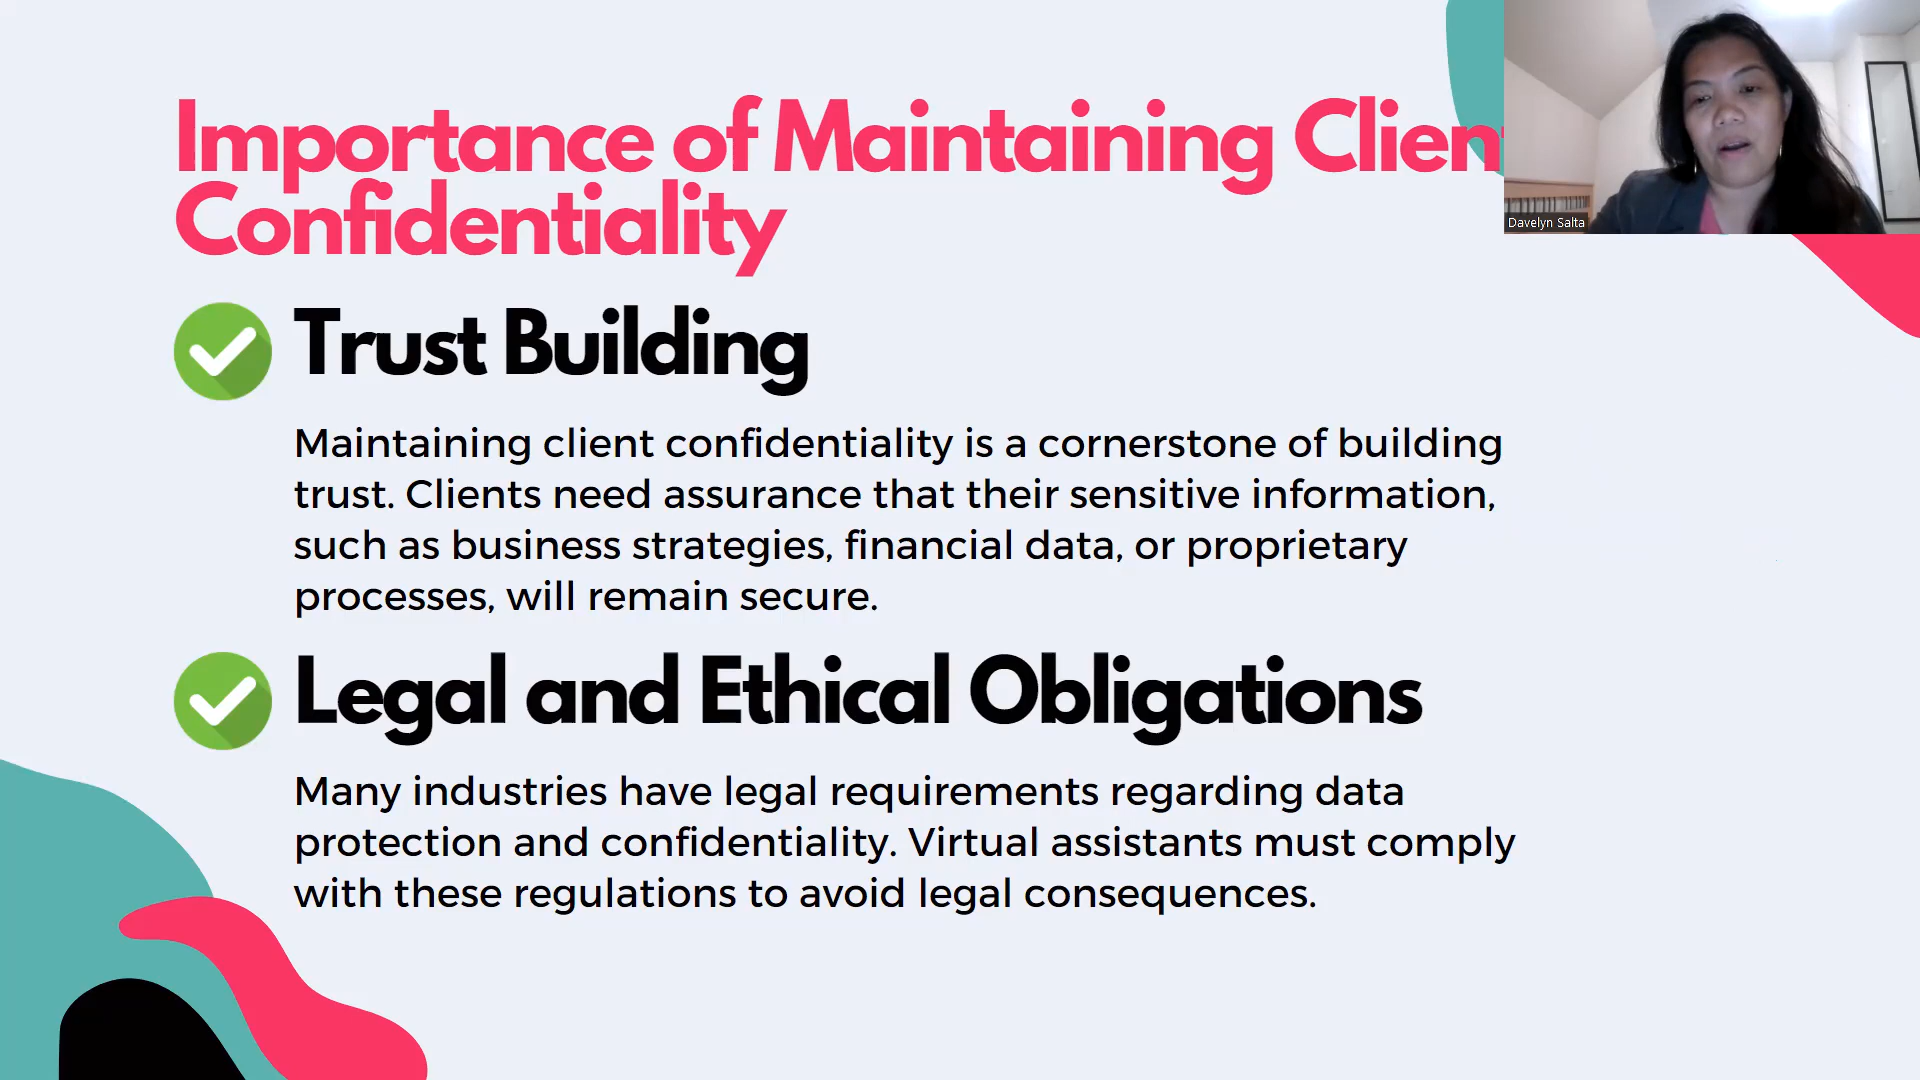 Importance of Maintaining Clien
Confidentiality
Davelyn Salta
Trust Building
Maintaining client confidentiality is a cornerstone of building
trust. Clients need assurance that their sensitive information,
such as business strategies, financial data, or proprietary
processes, will remain secure.
Legal and Ethical Obligations
Many industries have legal requirements regarding data
protection and confidentiality. Virtual assistants must comply
with these regulations to avoid legal consequences.